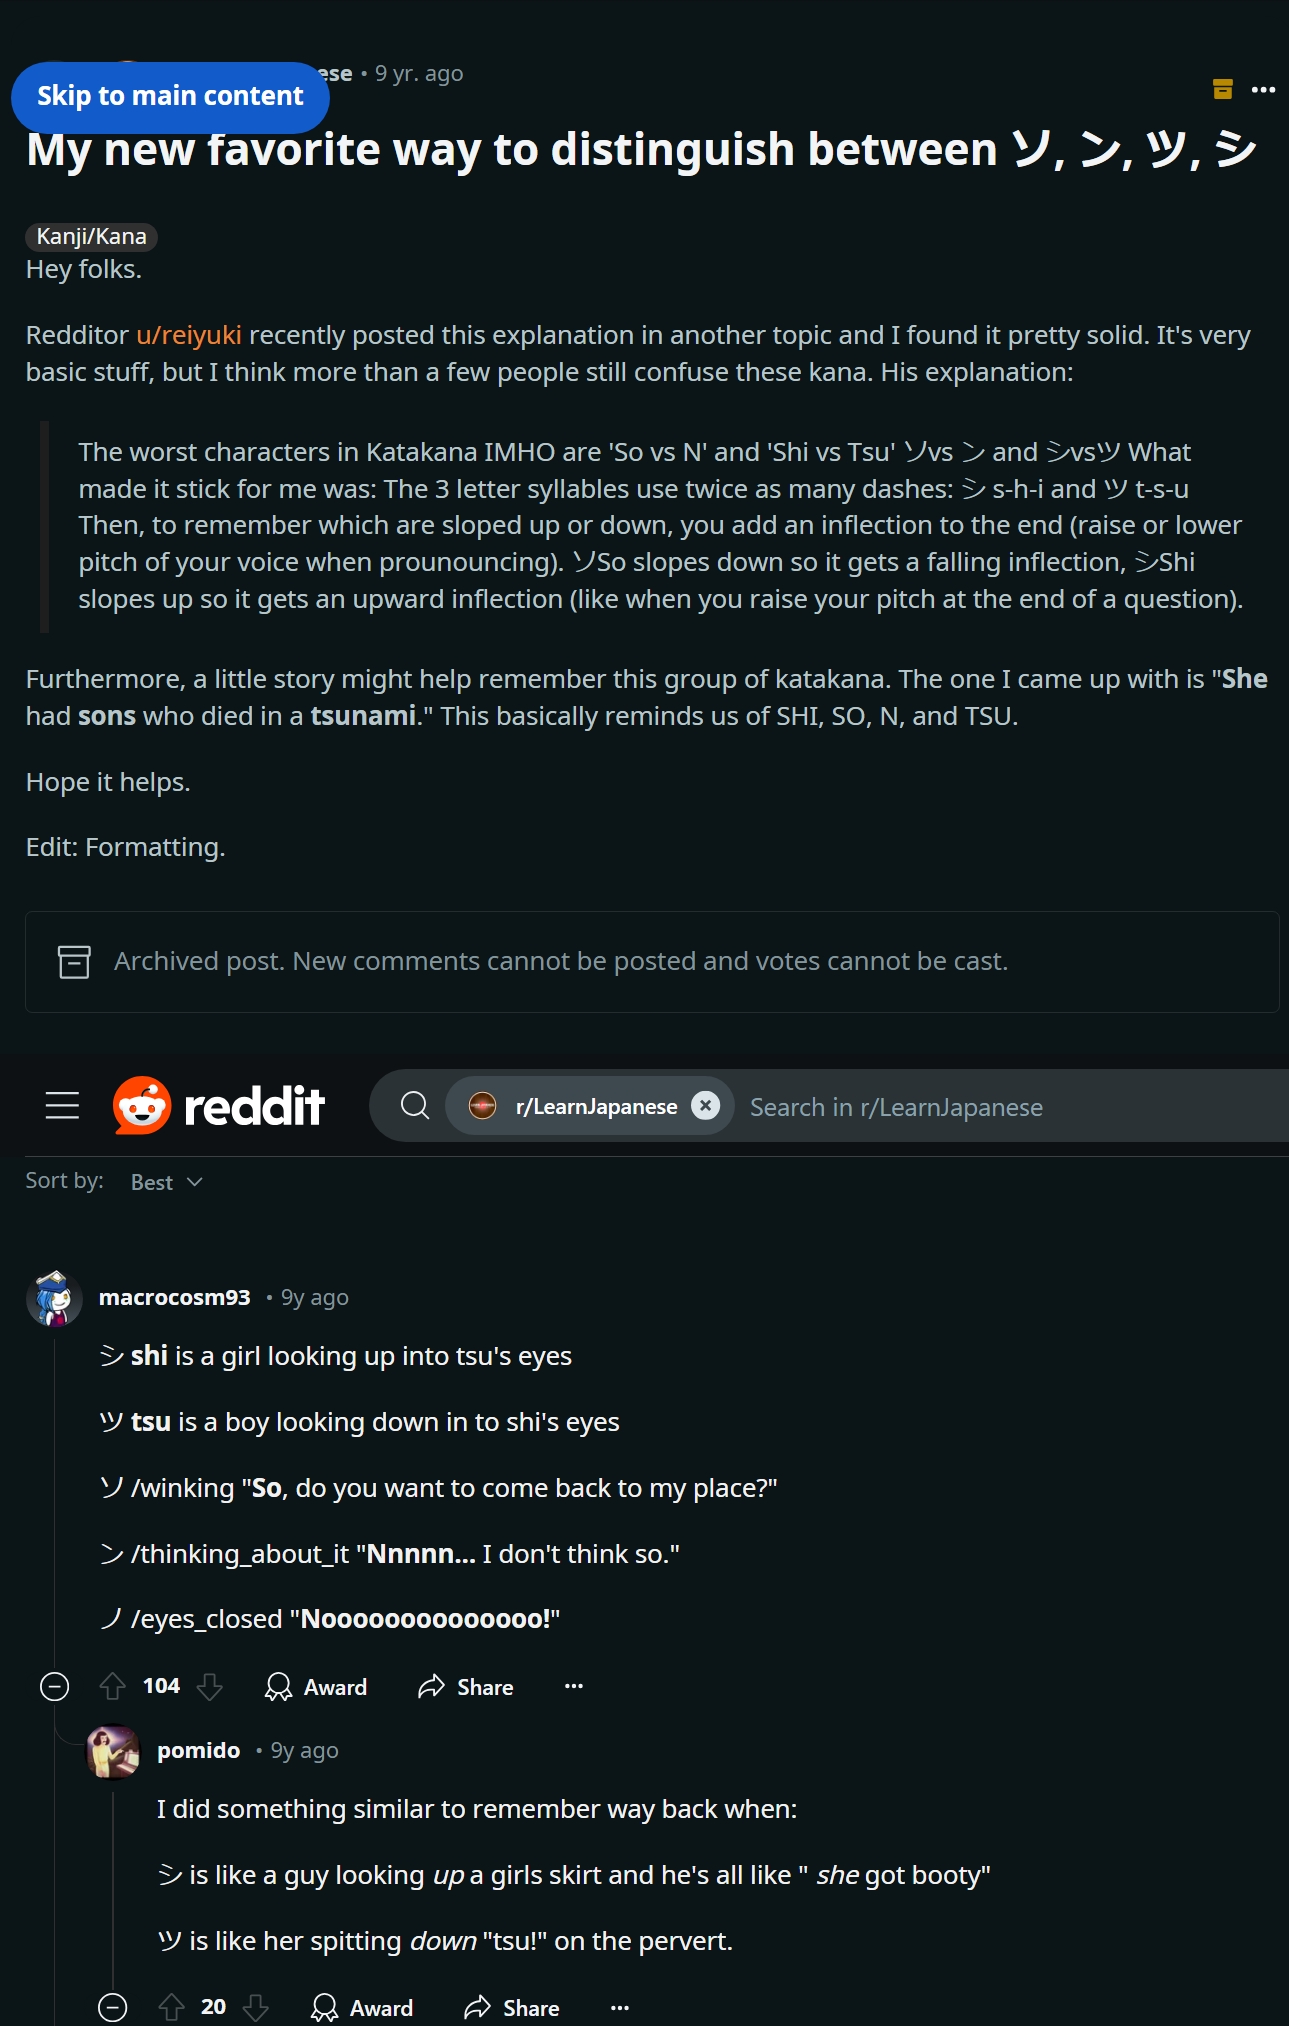 Skip to main content
ese • 9 yr. ago
My new favorite way to distinguish between ソ, ン, ツ, シ
Kanji/Kana
Hey folks.
Redditor u/reiyuki recently posted this explanation in another topic and I found it pretty solid. It's very
basic stuff, but I think more than a few people still confuse these kana. His explanation:
The worst characters in Katakana IMHO are 'So vs N' and 'Shi vs Tsu' ソvs ン and シvsツ What
made it stick for me was: The 3 letter syllables use twice as many dashes: シ s-h-i and ツ t-s-u
Then, to remember which are sloped up or down, you add an inflection to the end (raise or lower
pitch of your voice when prounouncing). ソSo slopes down so it gets a falling inflection, シShi
slopes up so it gets an upward inflection (like when you raise your pitch at the end of a question).
Furthermore, a little story might help remember this group of katakana. The one I came up with is "She
had sons who died in a tsunami." This basically reminds us of SHI, SO, N, and TSU.
Hope it helps.
Edit: Formatting.
Archived post. New comments cannot be posted and votes cannot be cast.
reddit r/LearnJapanese Search in r/LearnJapanese
Sort by: Best
macrocosm93 • 9y ago
シ shi is a girl looking up into tsu's eyes
ツ tsu is a boy looking down in to shi's eyes
ソ /winking "So, do you want to come back to my place?"
ン /thinking_about_it "Nnnnn... I don't think so."
ノ /eyes_closed "Noooooooooooooo!"
104 Award Share
pomido • 9y ago
I did something similar to remember way back when:
シ is like a guy looking up a girls skirt and he's all like " she got booty"
ツ is like her spitting down "tsu!" on the pervert.
20 Award Share